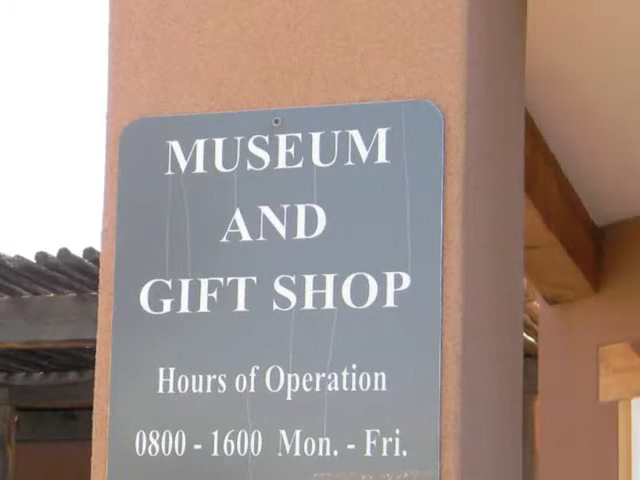 MUSEUM
AND
GIFT SHOP
Hours of Operation
0800 - 1600 Mon. - Fri.